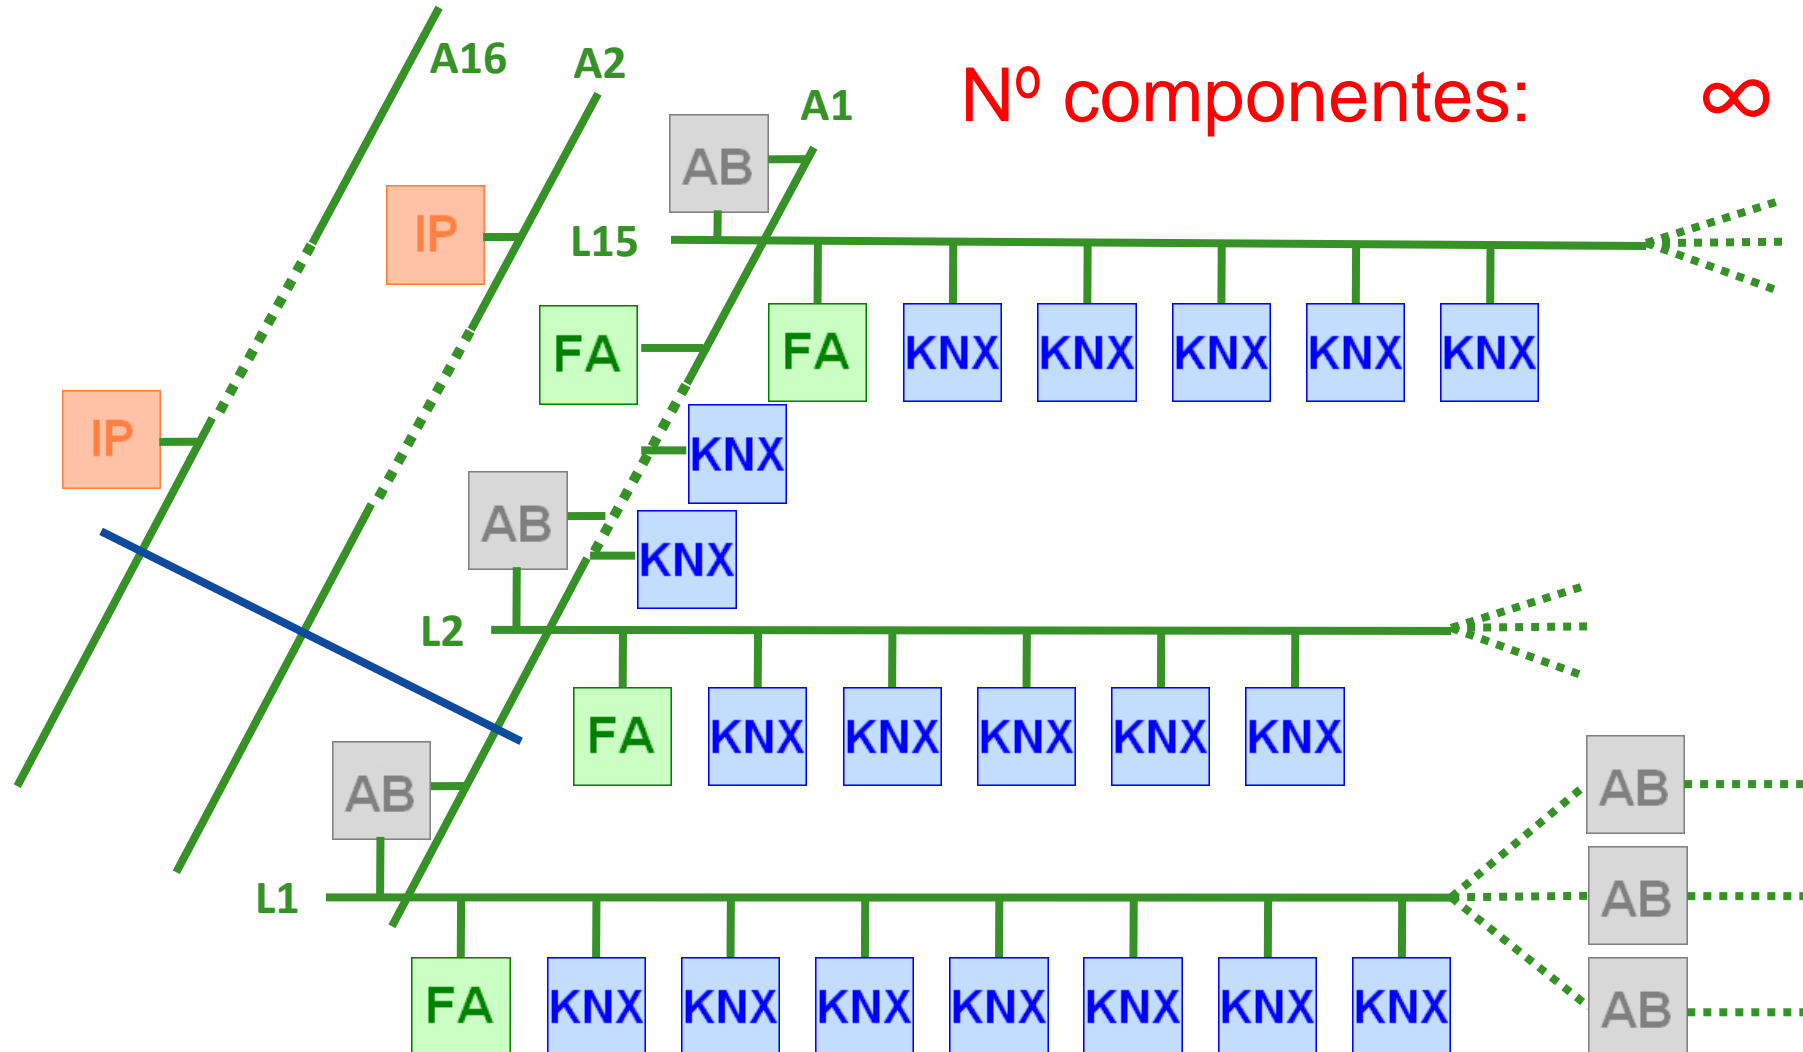 A16
A2
A1
Nº componentes: ∞
AB
IP
L15
FA
FA KNX KNX KNX KNX KNX
IP
KNX
AB
KNX
L2
FA KNX KNX KNX KNX KNX
AB
AB
L1
AB
FA KNX KNX KNX KNX KNX KNX KNX
AB